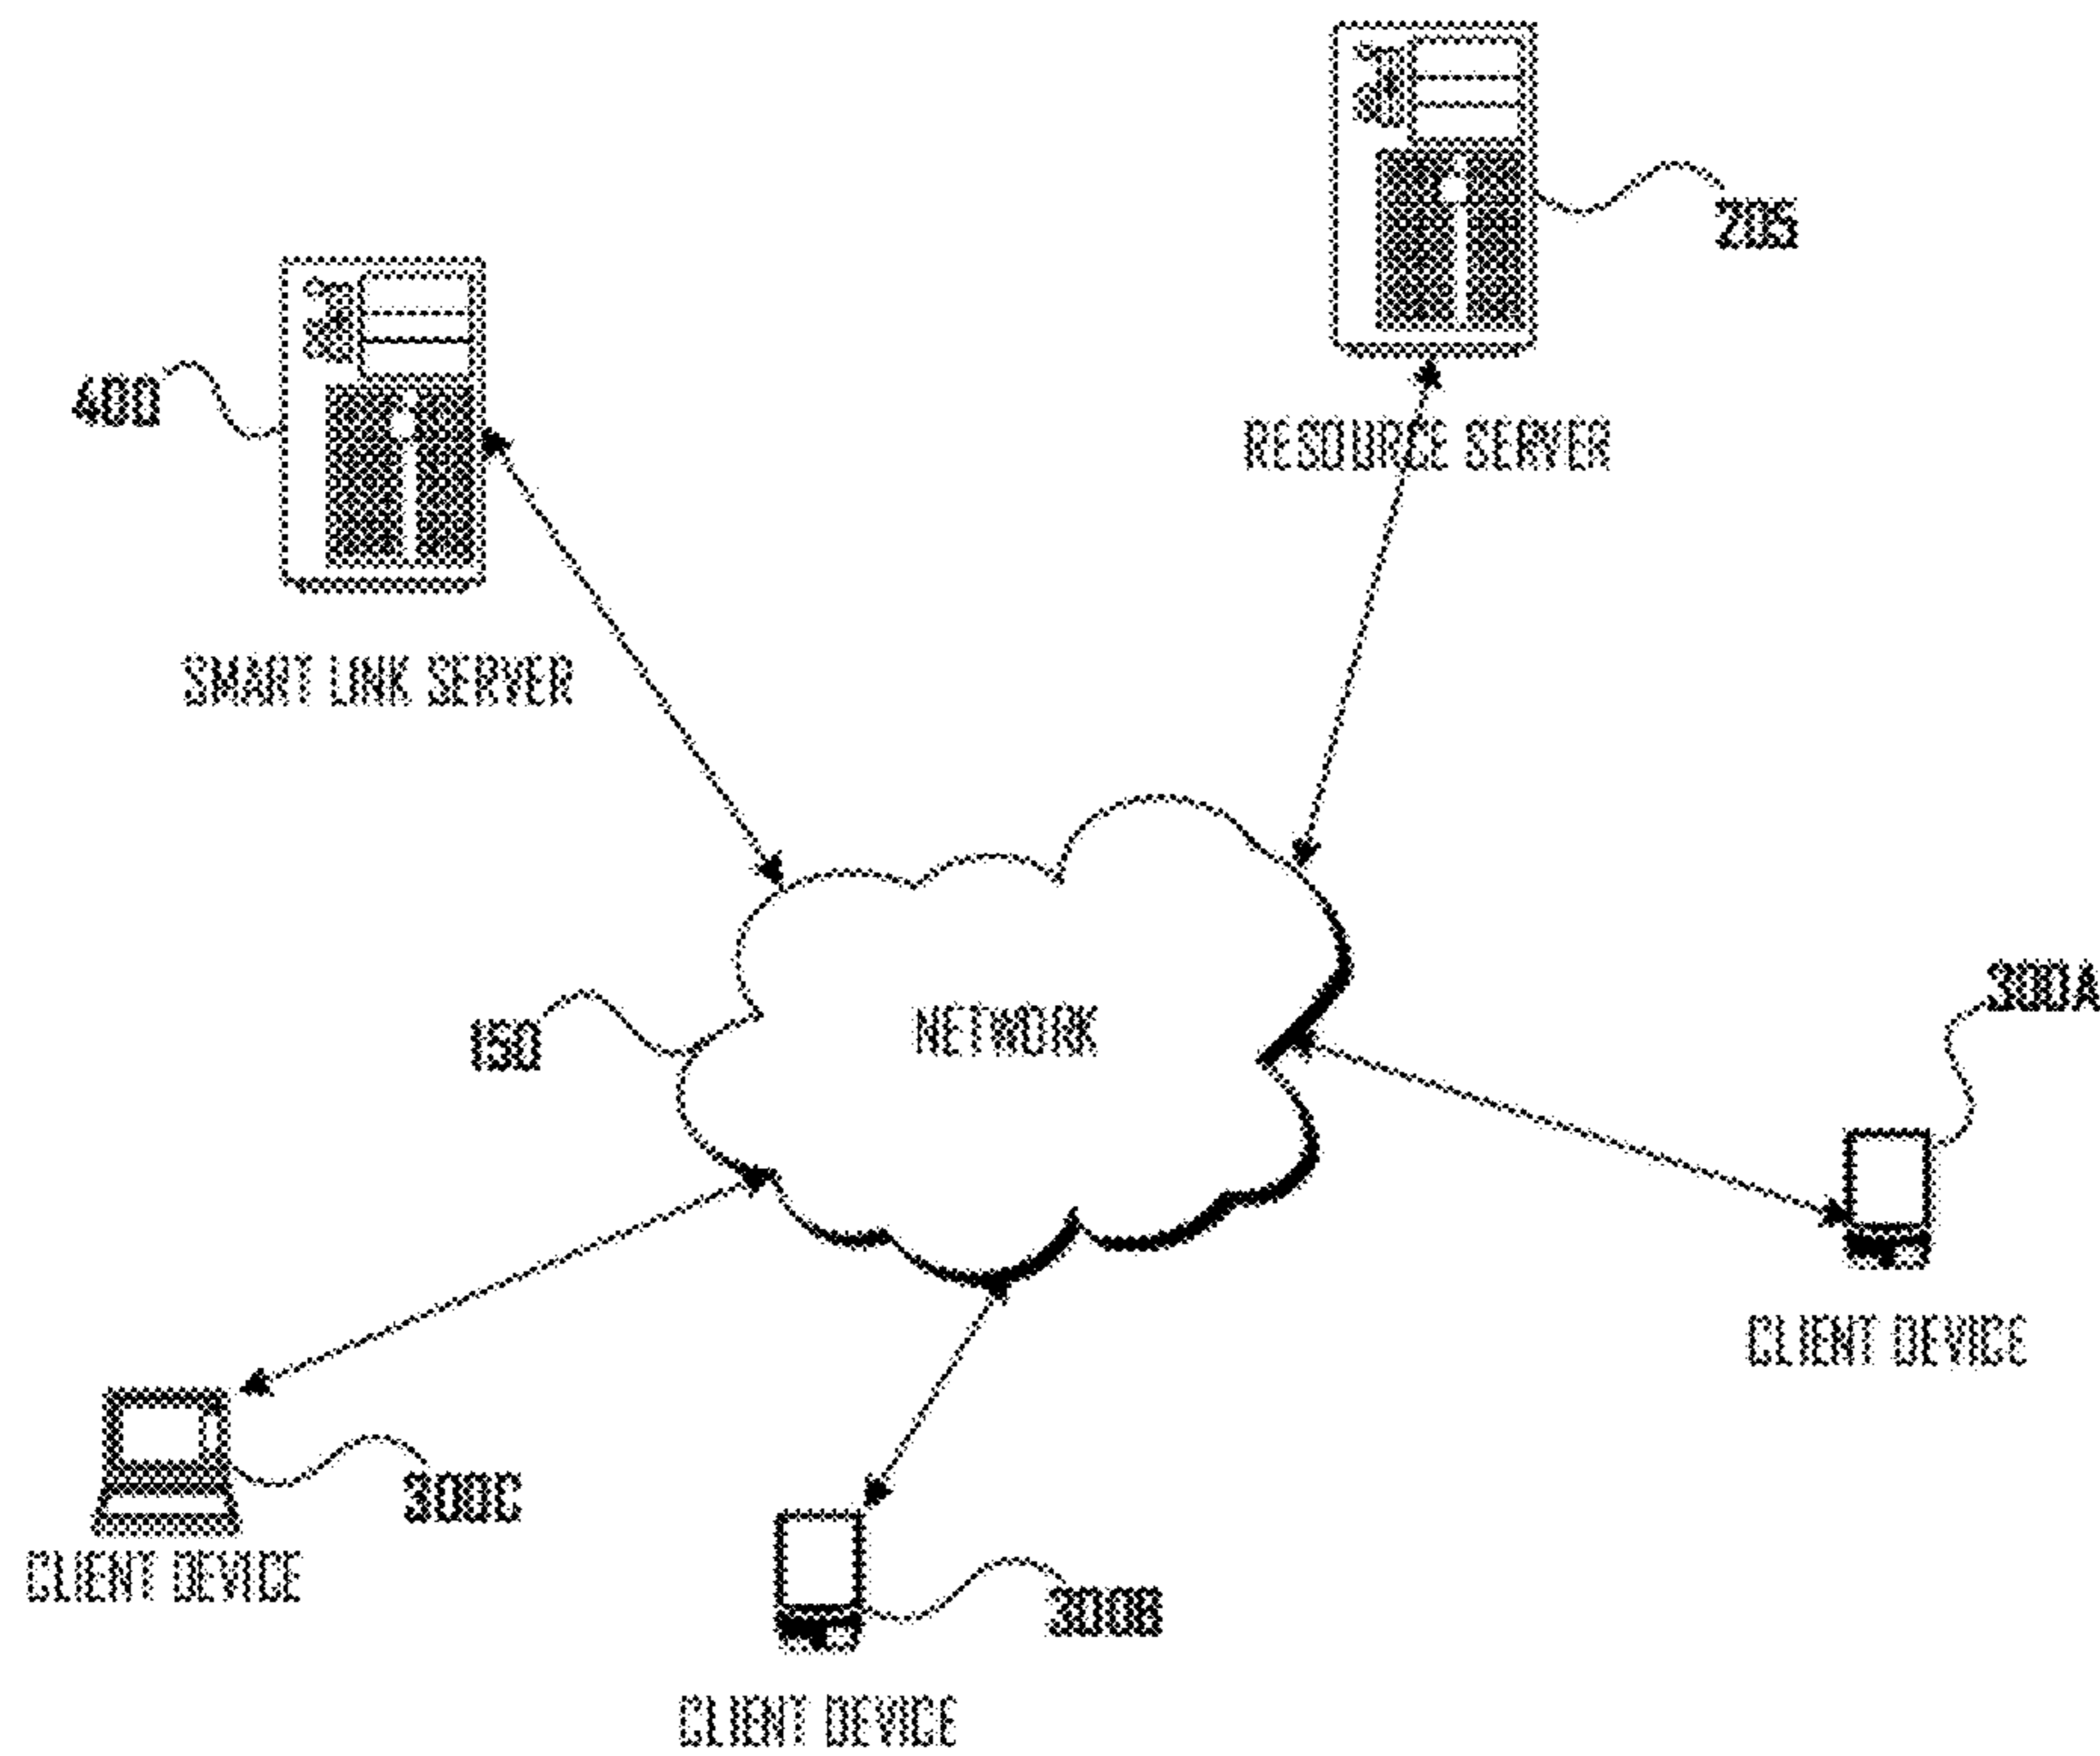 205
400
RESOURCE SERVER
SMART LINK SERVER
300A
NETWORK
150
CLIENT DEVICE
300C
CLIENT DEVICE
300B
CLIENT DEVICE